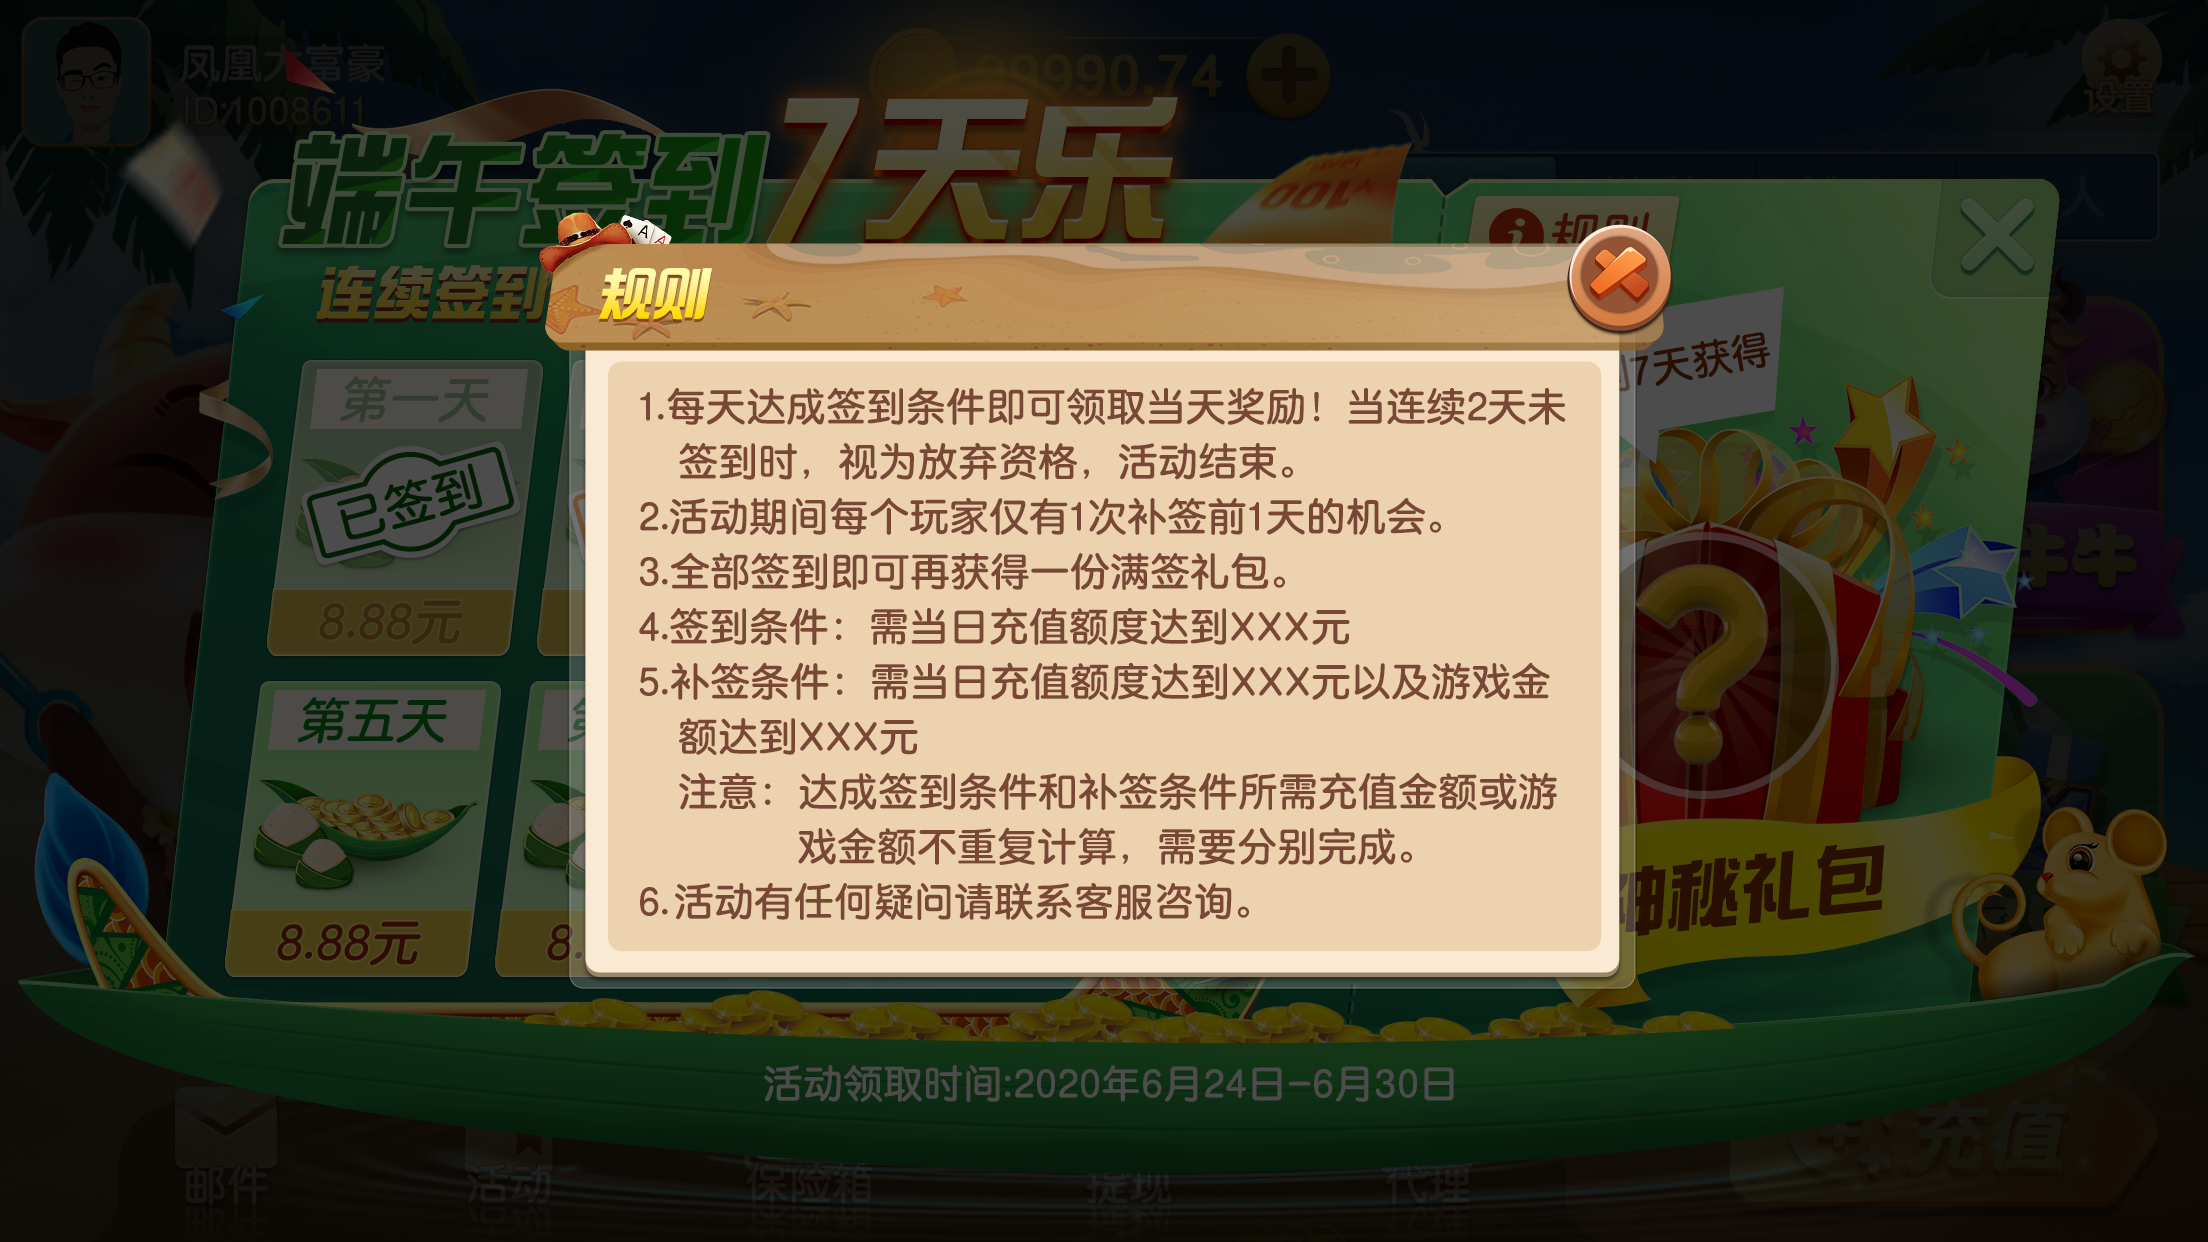 凤凰大富豪
ID:1008611
99990.74
设置
端午签到7天乐
100
规则
连续签到
规则
7天获得
第一天
已签到
8.88元
第五天
8.88元
8.
1.每天达成签到条件即可领取当天奖励！当连续2天未
签到时，视为放弃资格，活动结束。
2.活动期间每个玩家仅有1次补签前1天的机会。
3.全部签到即可再获得一份满签礼包。
4.签到条件：需当日充值额度达到XXX元
5.补签条件：需当日充值额度达到XXX元以及游戏金
额达到XXX元
注意：达成签到条件和补签条件所需充值金额或游
戏金额不重复计算，需要分别完成。
6.活动有任何疑问请联系客服咨询。
牛牛
神秘礼包
活动领取时间:2020年6月24日-6月30日
邮件
活动
保险箱
提现
代理
充值